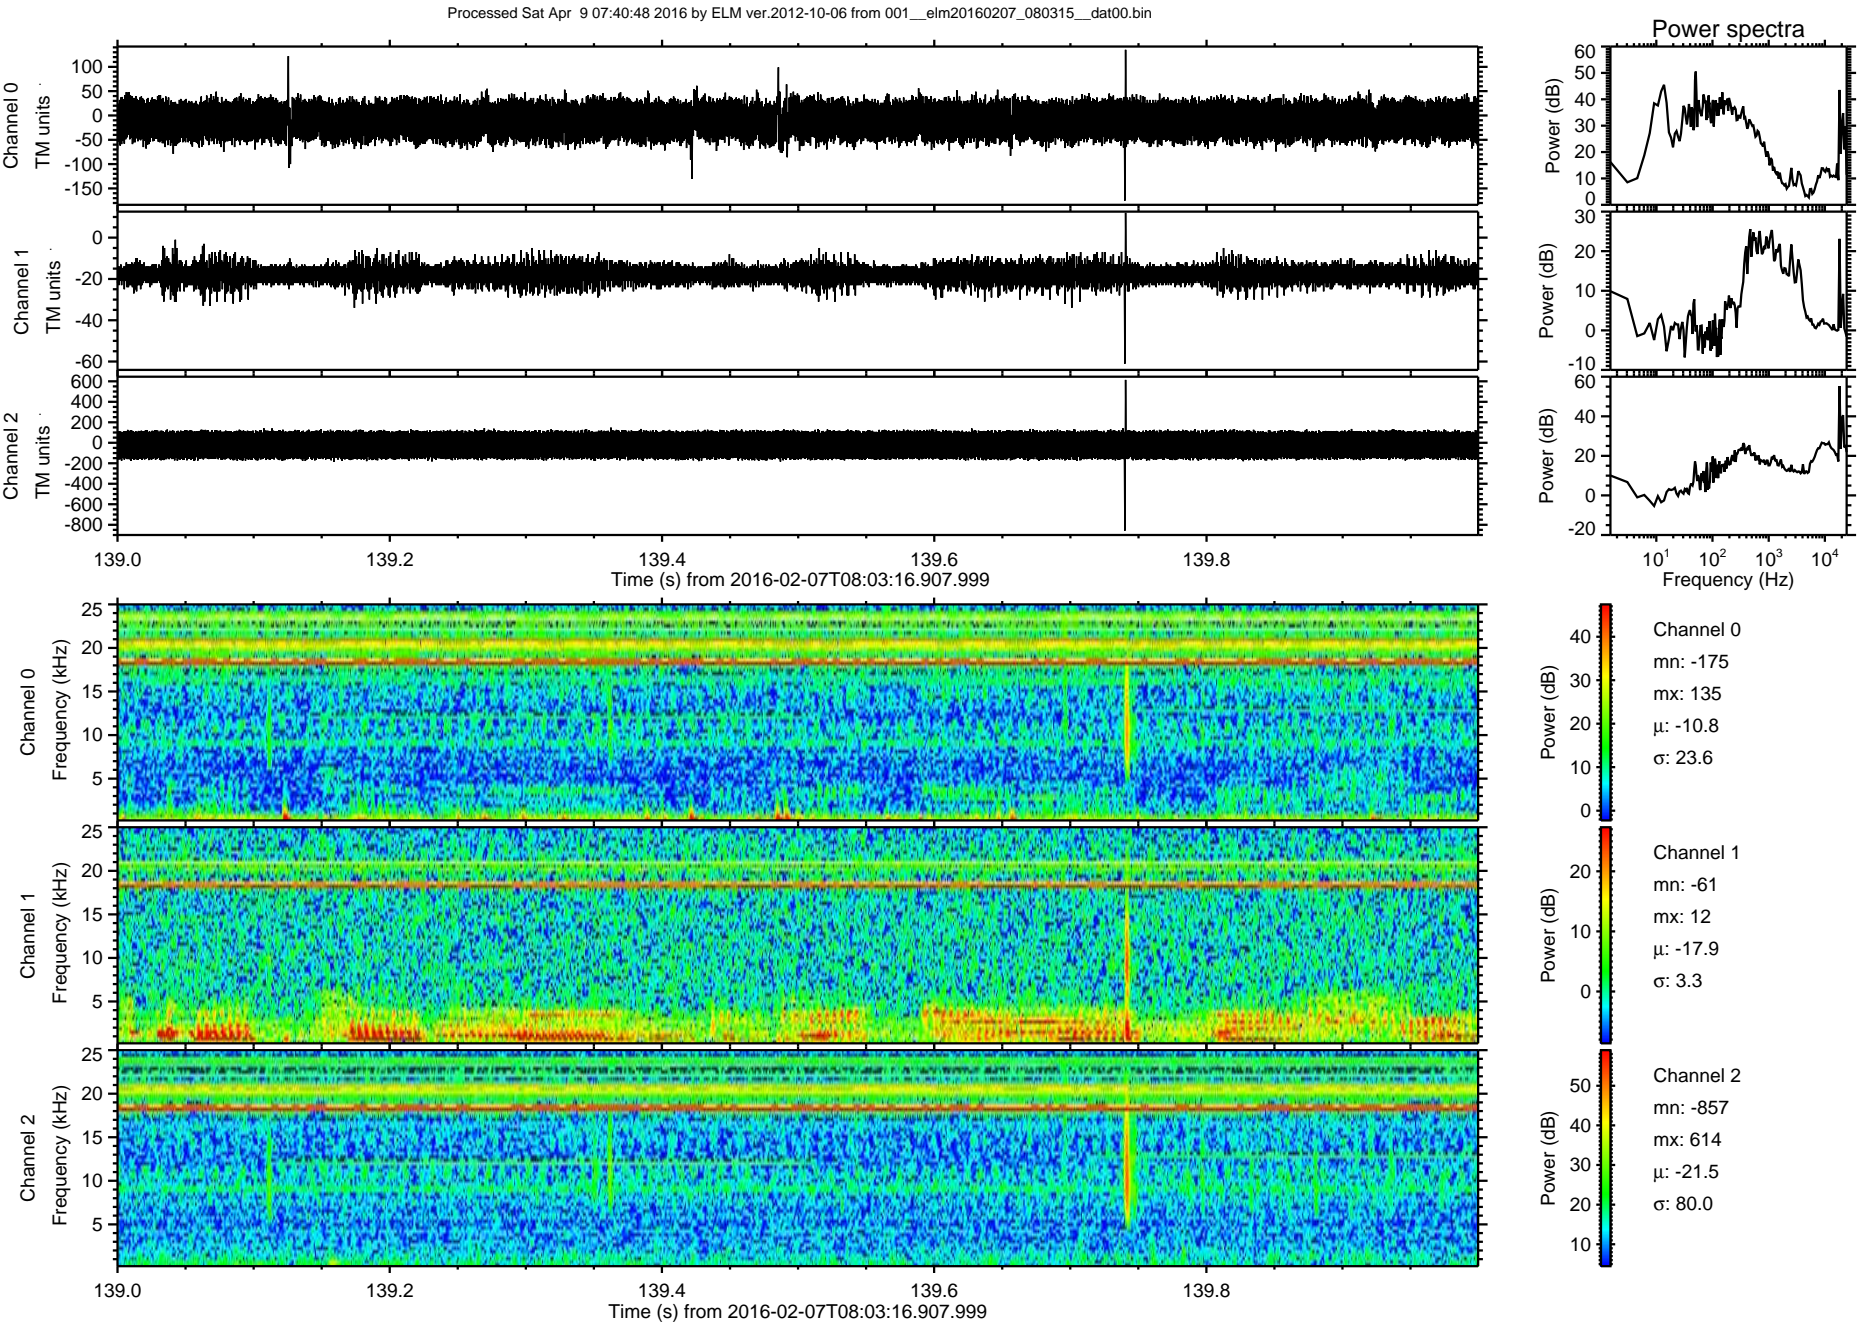 Processed Sat Apr  9 07:40:48 2016 by ELM ver.2012-10-06 from 001__elm20160207_080315__dat00.bin
Power spectra
Channel 0
TM units
100
50
0
-50
-100
-150
Power (dB)
60
50
40
30
20
10
0
Channel 1
TM units
0
-20
-40
-60
Power (dB)
30
20
10
0
-10
Channel 2
TM units
600
400
200
0
-200
-400
-600
-800
Power (dB)
60
40
20
0
-20
139.0 139.2 139.4 139.6 139.8
Time (s) from 2016-02-07T08:03:16.907.999
10¹ 10² 10³ 10⁴
Frequency (Hz)
Channel 0
Frequency (kHz)
25
20
15
10
5
Power (dB)
40
30
20
10
0
Channel 0
mn: -175
mx: 135
μ: -10.8
σ: 23.6
Channel 1
Frequency (kHz)
25
20
15
10
5
Power (dB)
20
10
0
Channel 1
mn: -61
mx: 12
μ: -17.9
σ: 3.3
Channel 2
Frequency (kHz)
25
20
15
10
5
Power (dB)
50
40
30
20
10
Channel 2
mn: -857
mx: 614
μ: -21.5
σ: 80.0
139.0 139.2 139.4 139.6 139.8
Time (s) from 2016-02-07T08:03:16.907.999